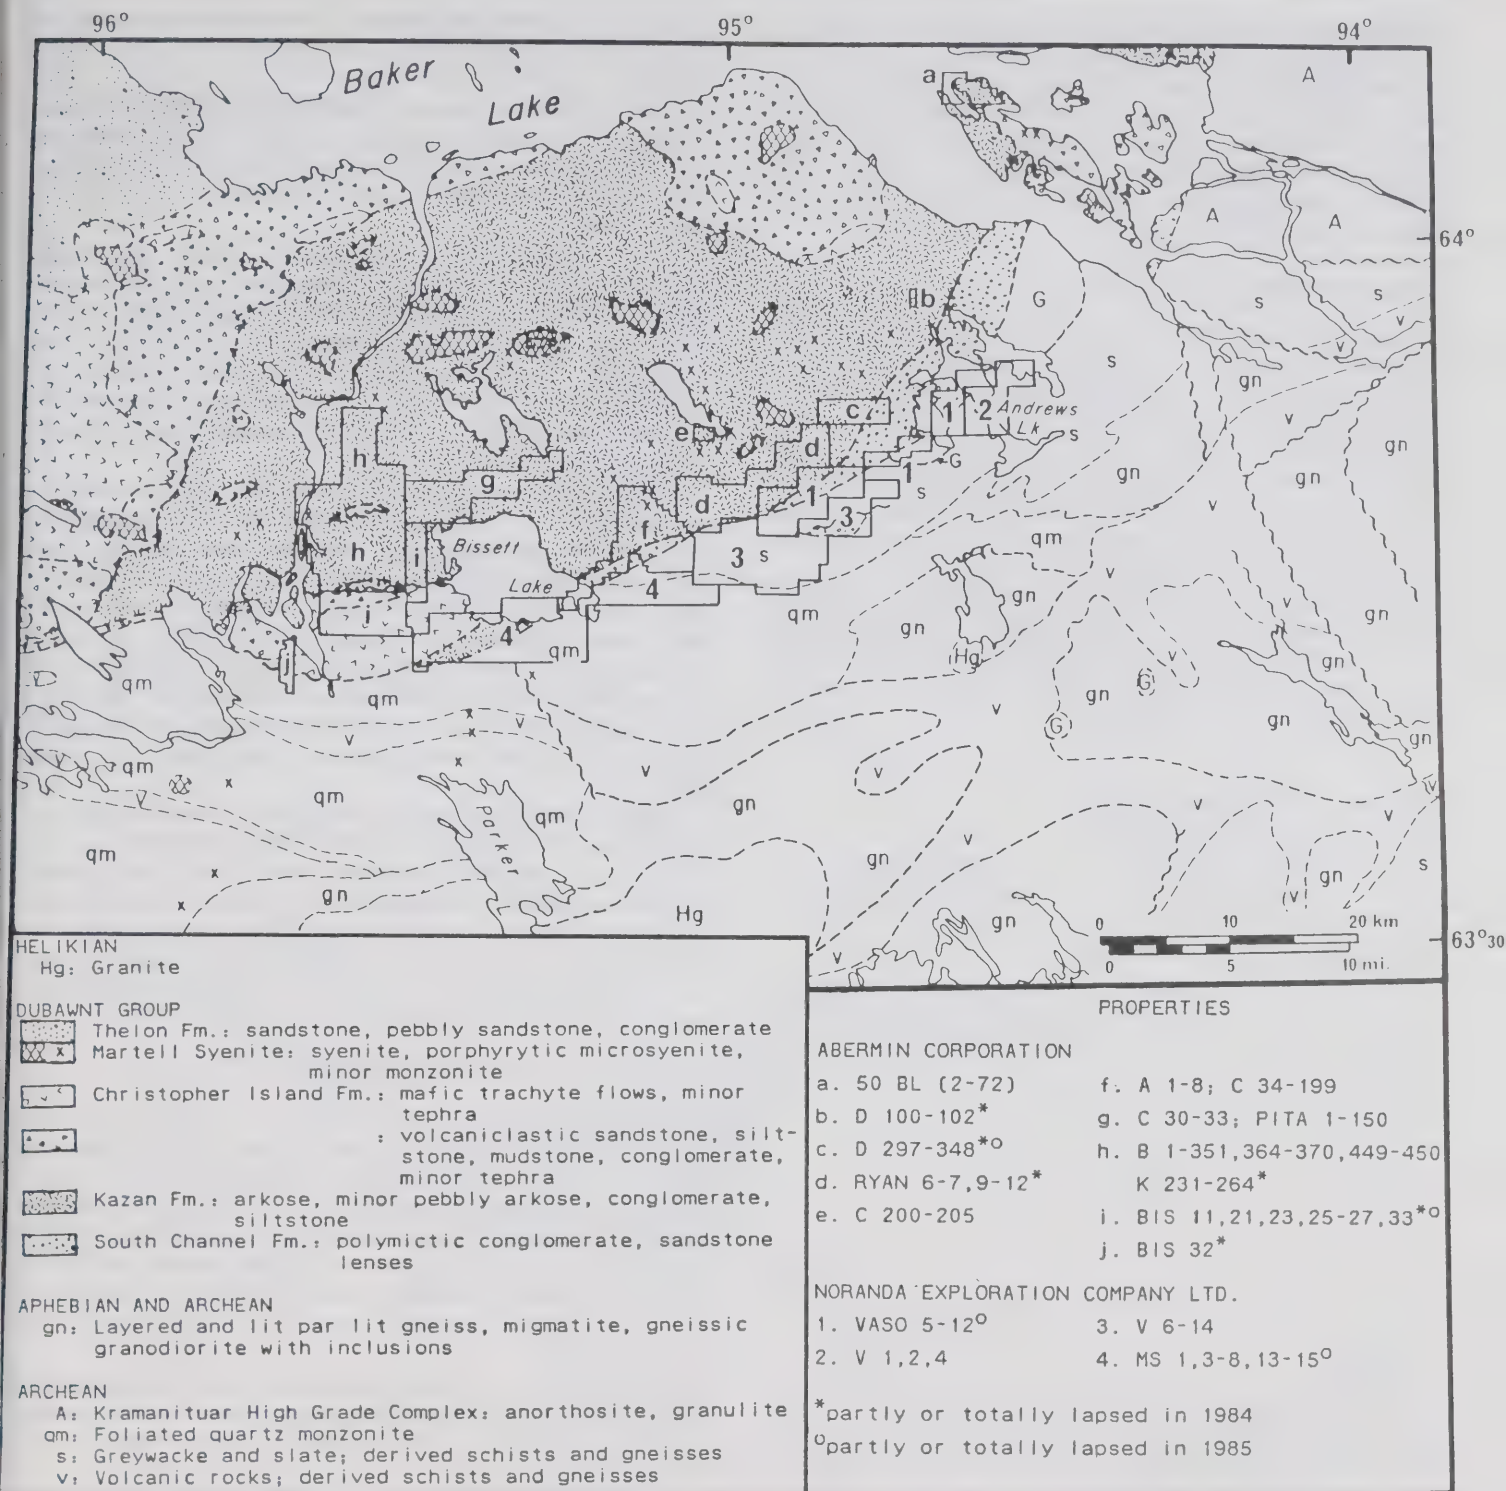 96° 95° 94°
Baker
Lake
a
A
A A
64°
b G s s
v
s v
gn
1 2 Andrews
Lk
s
c
e d
h G gn
g 1 gn
d 1 s gn
f 3 v
h i Bissett qm
3 s
Lake v
4 gn v
i qm gn gn
4
qm Hg gn
j
qm gn G
qm v gn
v v G
gn
v qm v v
v qm gn v
Parker qm v v
qm v
gn gn s
gn
Hg v
gn
v
0 10 20 km
63°30
0 5 10 mi.
HELIKIAN
Hg: Granite
DUBAWNT GROUP
Thelon Fm.: sandstone, pebbly sandstone, conglomerate
x Martell Syenite: syenite, porphyrytic microsyenite,
minor monzonite
Christopher Island Fm.: mafic trachyte flows, minor
tephra
: volcaniclastic sandstone, silt-
stone, mudstone, conglomerate,
minor tephra
Kazan Fm.: arkose, minor pebbly arkose, conglomerate,
siltstone
South Channel Fm.: polymictic conglomerate, sandstone
lenses
APHEBIAN AND ARCHEAN
gn: Layered and lit par lit gneiss, migmatite, gneissic
granodiorite with inclusions
ARCHEAN
A: Kramanituar High Grade Complex: anorthosite, granulite
qm: Foliated quartz monzonite
s: Greywacke and slate; derived schists and gneisses
v: Volcanic rocks; derived schists and gneisses
PROPERTIES
ABERMIN CORPORATION
a. 50 BL (2-72)
b. D 100-102*
c. D 297-348*o
d. RYAN 6-7,9-12*
e. C 200-205
f. A 1-8; C 34-199
g. C 30-33; PITA 1-150
h. B 1-351,364-370,449-450
K 231-264*
i. BIS 11,21,23,25-27,33*o
j. BIS 32*
NORANDA EXPLORATION COMPANY LTD.
1. VASO 5-12o
2. V 1,2,4
3. V 6-14
4. MS 1,3-8,13-15o
*partly or totally lapsed in 1984
opartly or totally lapsed in 1985